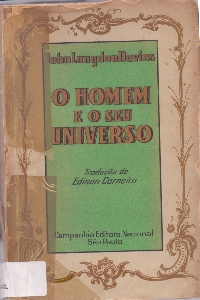 John Langdon Davies
O HOMEM
E O SEU
UNIVERSO
Tradução de
Edison Carneiro
Companhia Editora Nacional
São Paulo